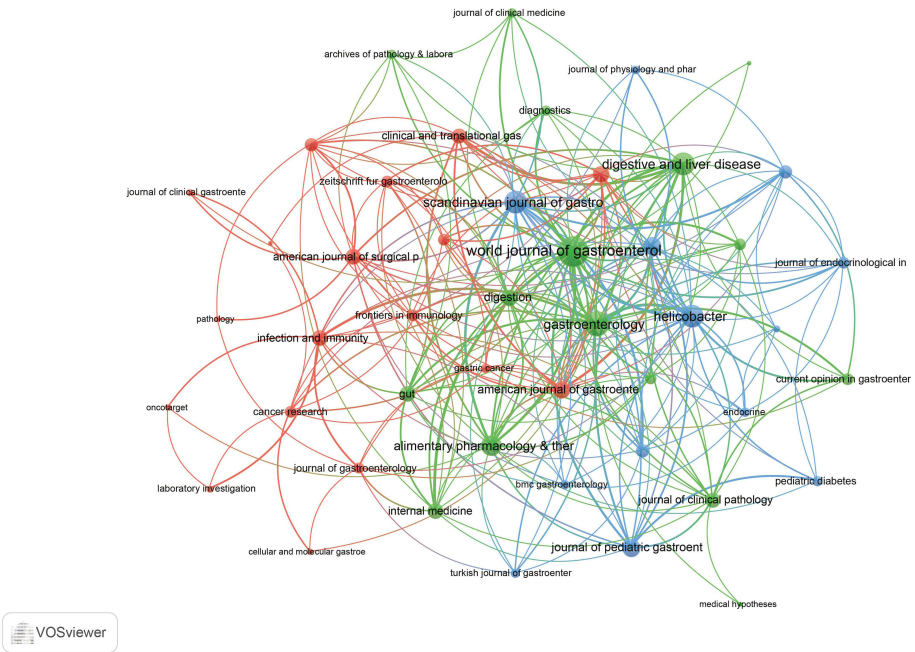 journal of clinical medicine
archives of pathology & labora
journal of physiology and phar
diagnostics
clinical and translational gas
digestive and liver disease
zeitschrift fur gastroenterolo
journal of clinical gastroente
scandinavian journal of gastro
world journal of gastroenterol
american journal of surgical p
journal of endocrinological in
digestion
pathology
frontiers in immunology
helicobacter
gastroenterology
infection and immunity
gastric cancer
current opinion in gastroenter
american journal of gastroente
gut
oncotarget
cancer research
endocrine
alimentary pharmacology & ther
journal of gastroenterology
bmc gastroenterology
pediatric diabetes
laboratory investigation
journal of clinical pathology
internal medicine
cellular and molecular gastroe
journal of pediatric gastroent
turkish journal of gastroenter
medical hypotheses
VOSviewer